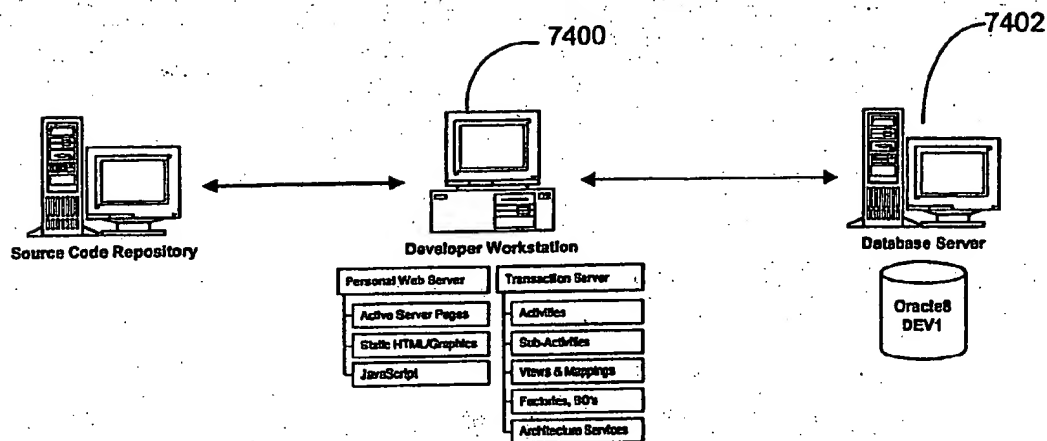 7400
7402
Source Code Repository
Developer Workstation
Database Server
Personal Web Server
Active Server Pages
Static HTML/Graphics
JavaScript
Transaction Server
Activities
Sub-Activities
Views & Mappings
Factories, BO's
Architecture Services
Oracle8
DEV1